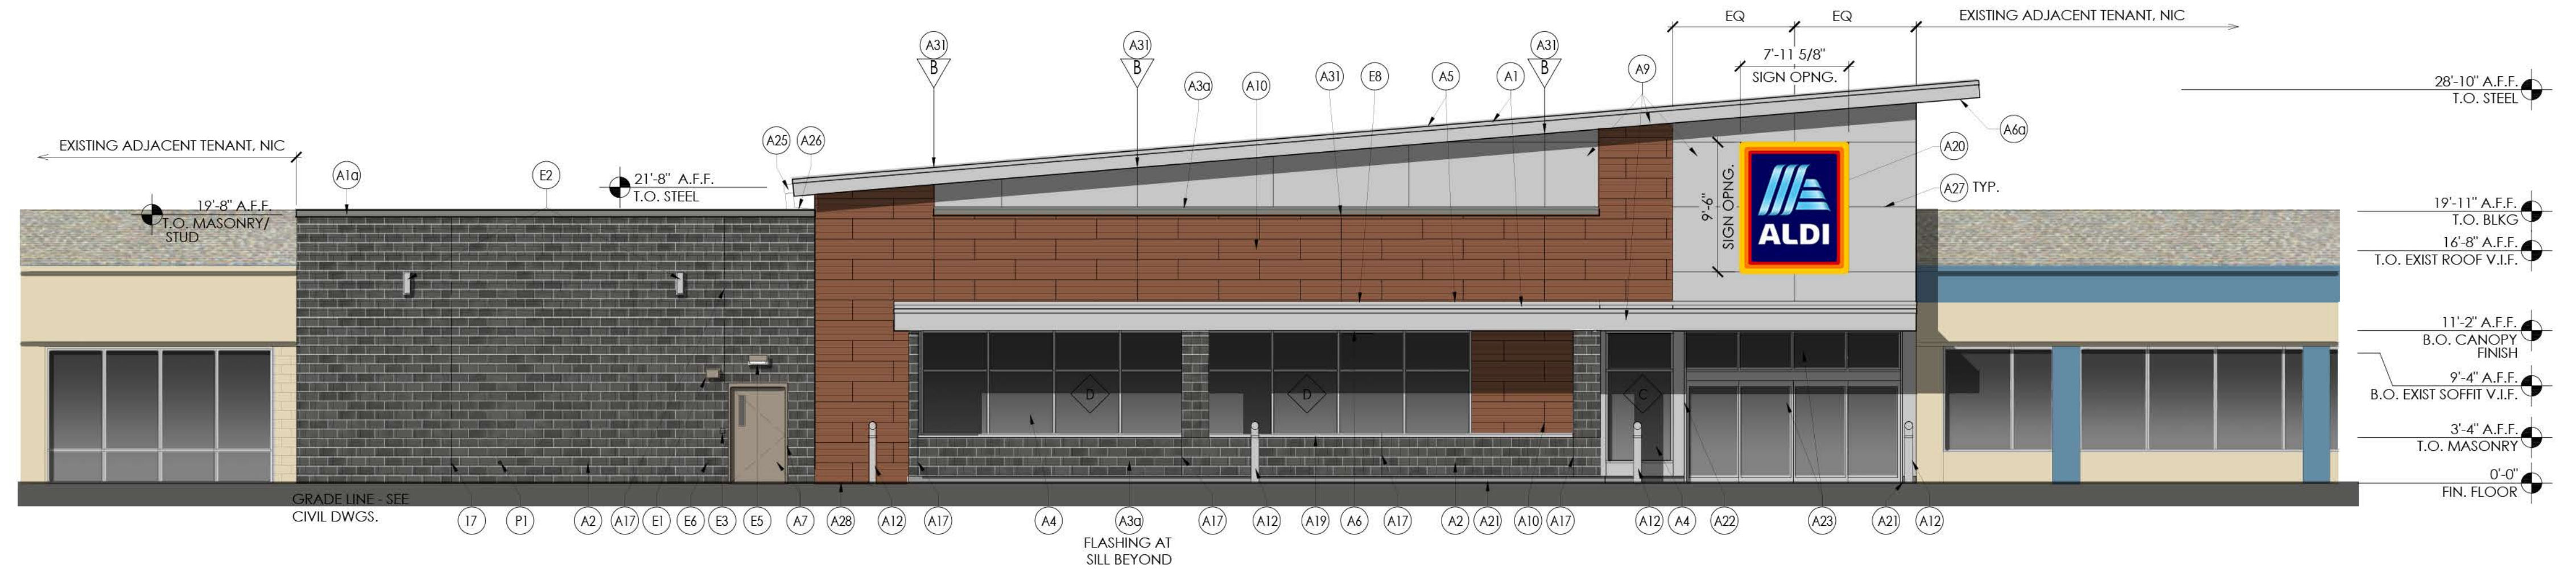 EQ
EQ
EXISTING ADJACENT TENANT, NIC
7'-11 5/8"
SIGN OPNG.
A31
B
A31
B
A31
B
A3a
A10
A31
E8
A5
A1
A9
28'-10" A.F.F.
T.O. STEEL
A6a
EXISTING ADJACENT TENANT, NIC
A25
A26
A20
A1a
E2
21'-8" A.F.F.
T.O. STEEL
A27 TYP.
19'-8" A.F.F.
T.O. MASONRY/
STUD
9'-6"
SIGN OPNG.
ALDI
19'-11" A.F.F.
T.O. BLKG
16'-8" A.F.F.
T.O. EXIST ROOF V.I.F.
11'-2" A.F.F.
B.O. CANOPY
FINISH
9'-4" A.F.F.
B.O. EXIST SOFFIT V.I.F.
D
D
C
3'-4" A.F.F.
T.O. MASONRY
0'-0"
FIN. FLOOR
GRADE LINE - SEE
CIVIL DWGS.
17
P1
A2
A17
E1
E6
E3
E5
A7
A28
A12
A17
A4
A3a
FLASHING AT
SILL BEYOND
A17
A12
A19
A6
A17
A2
A21
A10
A17
A12
A4
A22
A23
A21
A12